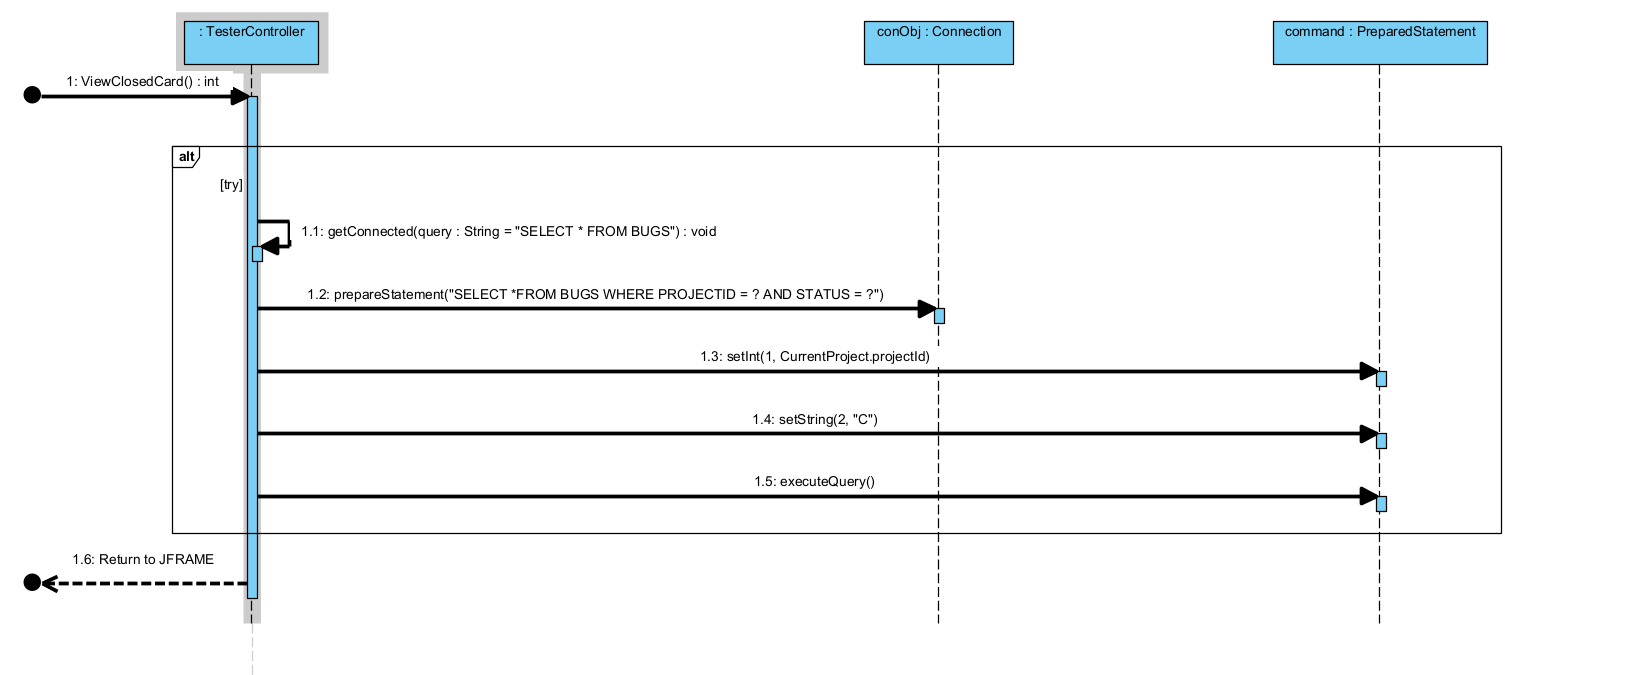 : TesterController
conObj : Connection
command : PreparedStatement
1: ViewClosedCard() : int
alt
[try]
1.1: getConnected(query : String = "SELECT * FROM BUGS") : void
1.2: prepareStatement("SELECT *FROM BUGS WHERE PROJECTID = ? AND STATUS = ?")
1.3: setInt(1, CurrentProject.projectId)
1.4: setString(2, "C")
1.5: executeQuery()
1.6: Return to JFRAME